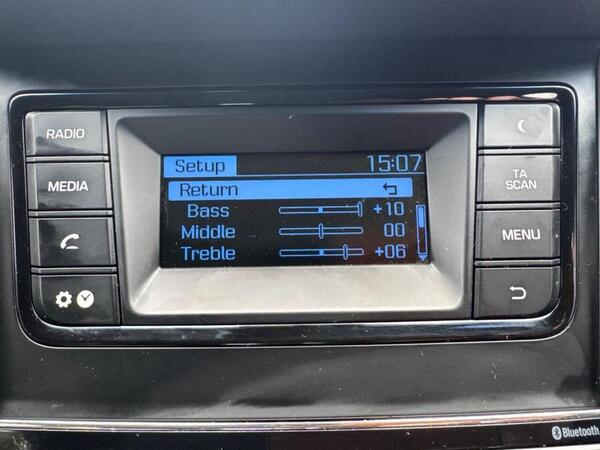 RADIO
MEDIA
Setup 15:07
Return
Bass +10
Middle 00
Treble +06
TA
SCAN
MENU
Bluetooth